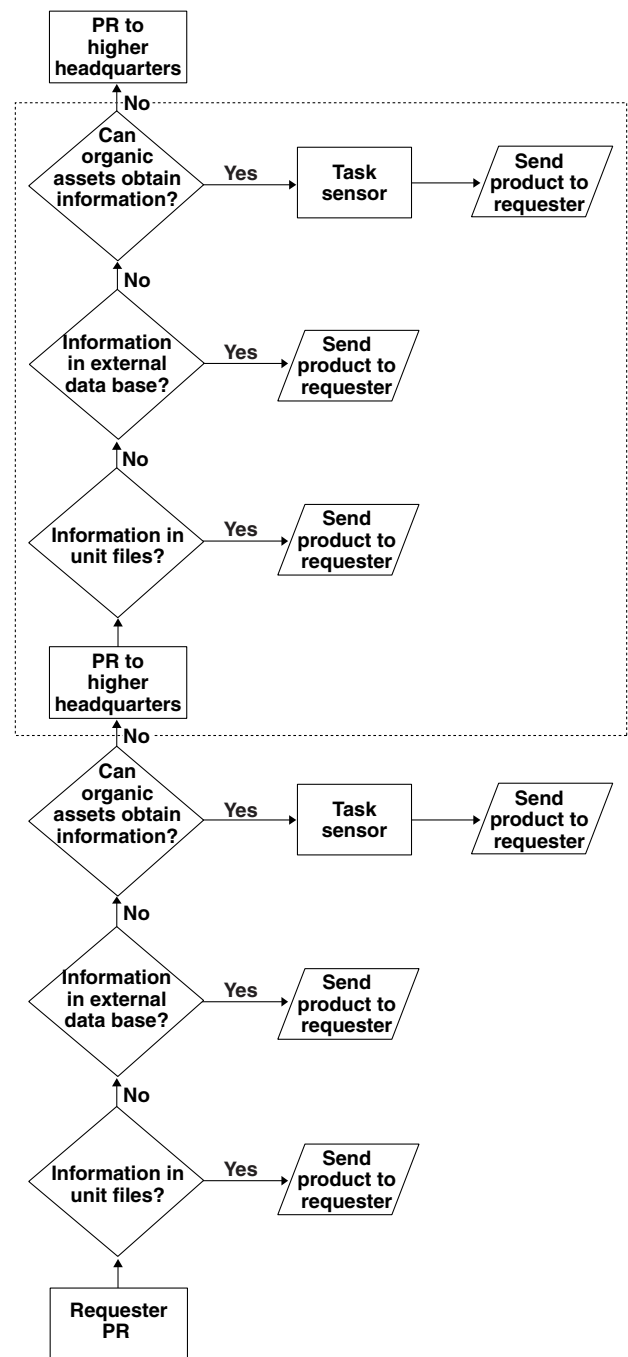 PR to
higher
headquarters
No
Can
organic
assets obtain
information?
Yes
Task
sensor
Send
product to
requester
No
Information
in external
data base?
Yes
Send
product to
requester
No
Information in
unit files?
Yes
Send
product to
requester
PR to
higher
headquarters
No
Can
organic
assets obtain
information?
Yes
Task
sensor
Send
product to
requester
No
Information
in external
data base?
Yes
Send
product to
requester
No
Information in
unit files?
Yes
Send
product to
requester
Requester
PR